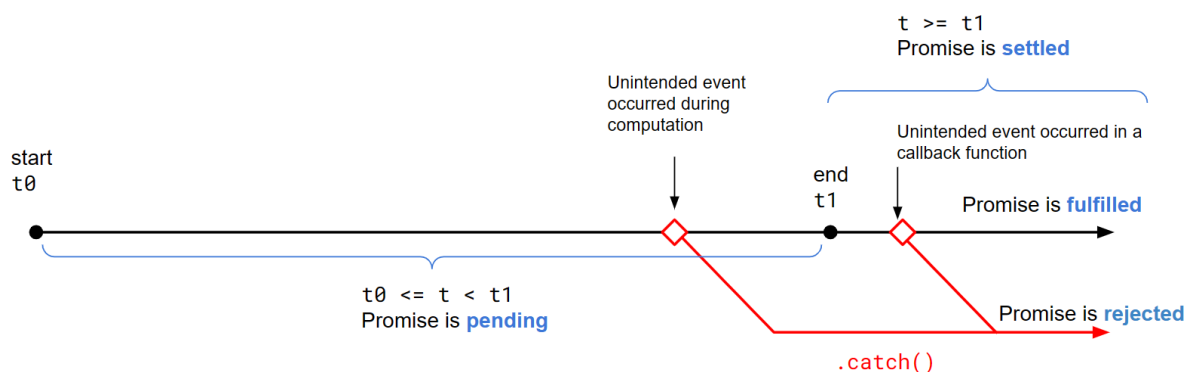 t >= t1
Promise is settled
Unintended event
occurred during
computation
Unintended event occurred in a
callback function
start
t0
end
t1
Promise is fulfilled
t0 <= t < t1
Promise is pending
Promise is rejected
.catch()